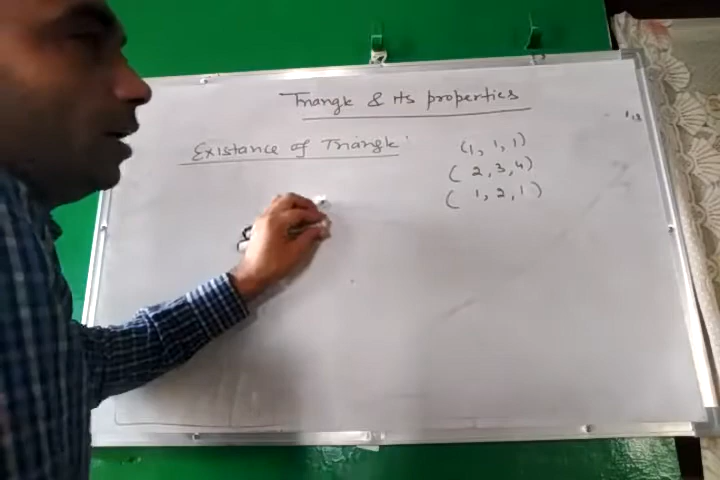 Triangle & its properties
Existance of Triangle
(1, 1, 1)
(2, 3, 4)
(1, 2, 1)